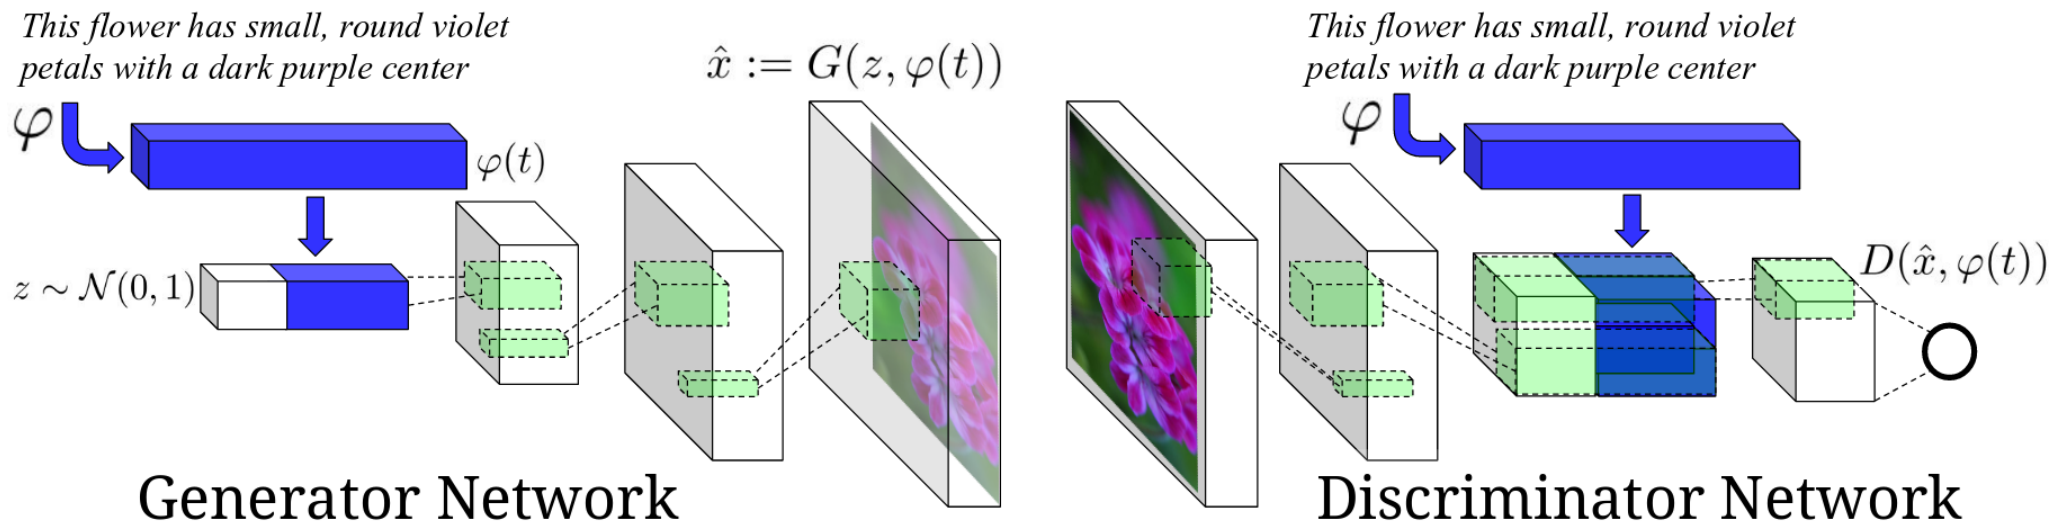 This flower has small, round violet
petals with a dark purple center
φ
φ(t)
z ∼ 𝒩(0, 1)
x̂ := G(z, φ(t))
Generator Network
This flower has small, round violet
petals with a dark purple center
φ
D(x̂, φ(t))
Discriminator Network